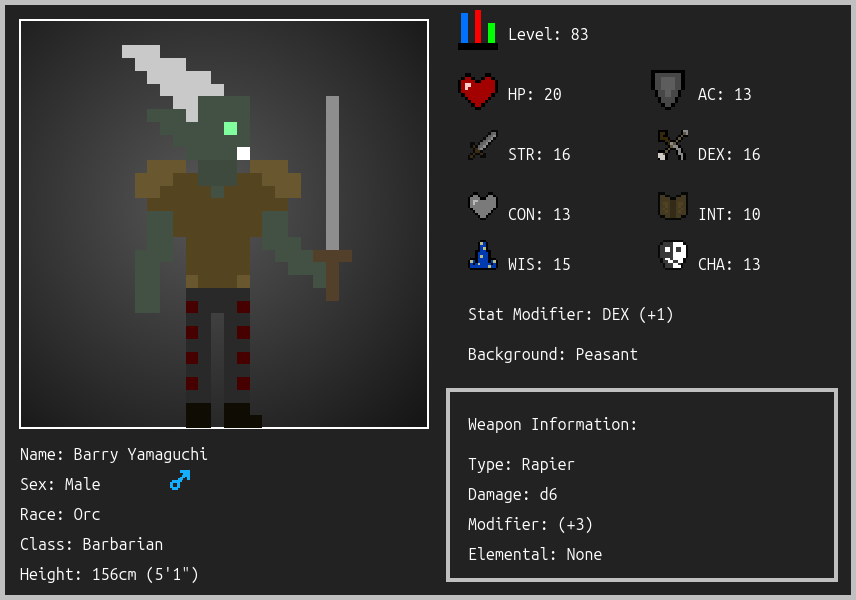 Level: 83
HP: 20
AC: 13
STR: 16
DEX: 16
CON: 13
INT: 10
WIS: 15
CHA: 13
Stat Modifier: DEX (+1)
Background: Peasant
Weapon Information:
Type: Rapier
Damage: d6
Modifier: (+3)
Elemental: None
Name: Barry Yamaguchi
Sex: Male
Race: Orc
Class: Barbarian
Height: 156cm (5'1")